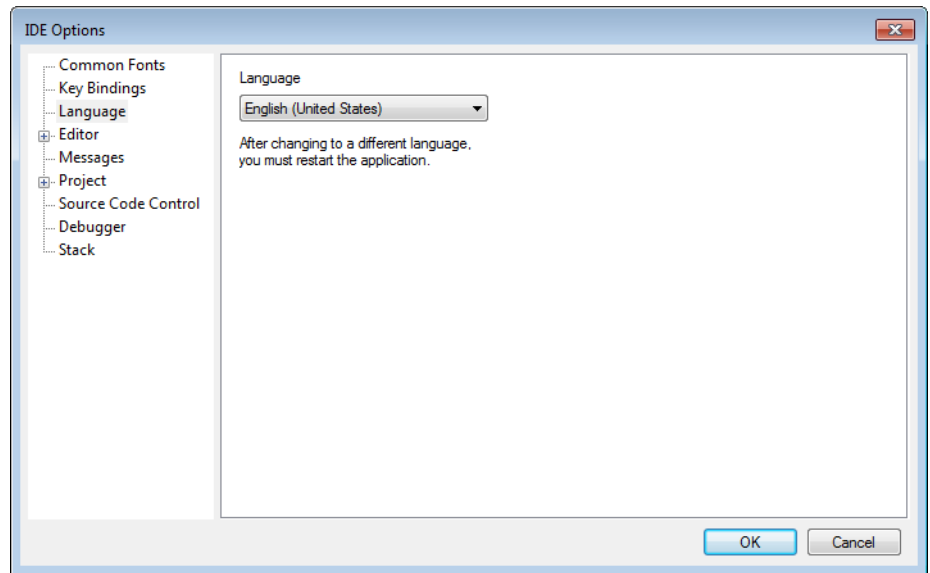 IDE Options
Common Fonts
Key Bindings
Language
Editor
Messages
Project
Source Code Control
Debugger
Stack
Language
English (United States)
After changing to a different language,
you must restart the application.
OK
Cancel